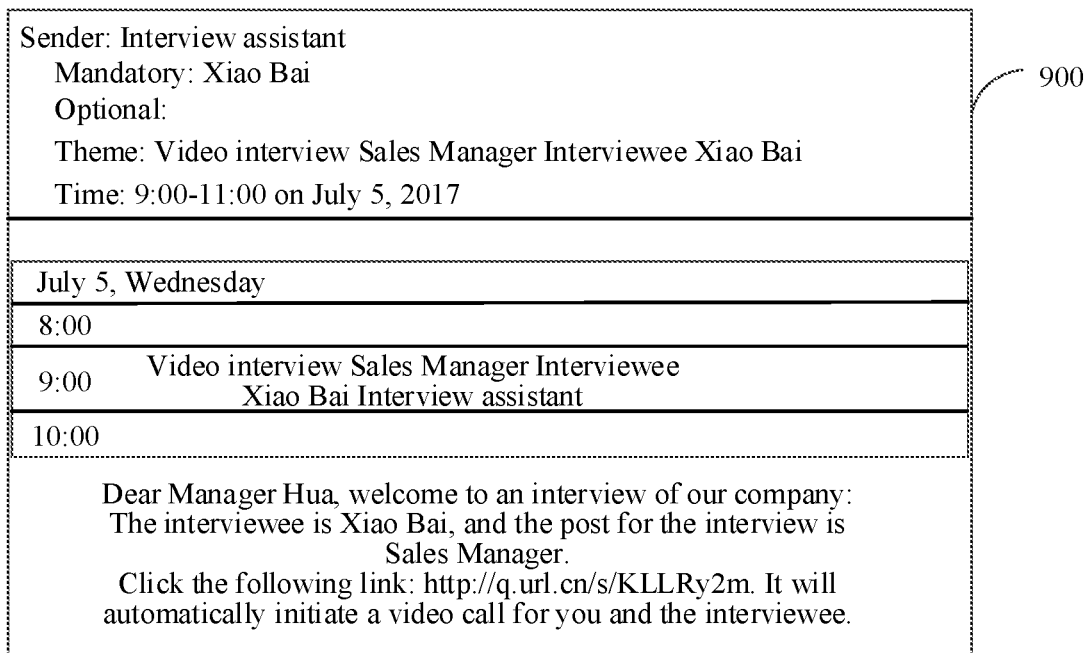 Sender: Interview assistant
Mandatory: Xiao Bai
Optional:
Theme: Video interview Sales Manager Interviewee Xiao Bai
Time: 9:00-11:00 on July 5, 2017
900
July 5, Wednesday
8:00
9:00
Video interview Sales Manager Interviewee
Xiao Bai Interview assistant
10:00
Dear Manager Hua, welcome to an interview of our company:
The interviewee is Xiao Bai, and the post for the interview is
Sales Manager.
Click the following link: http://q.url.cn/s/KLLRy2m. It will
automatically initiate a video call for you and the interviewee.